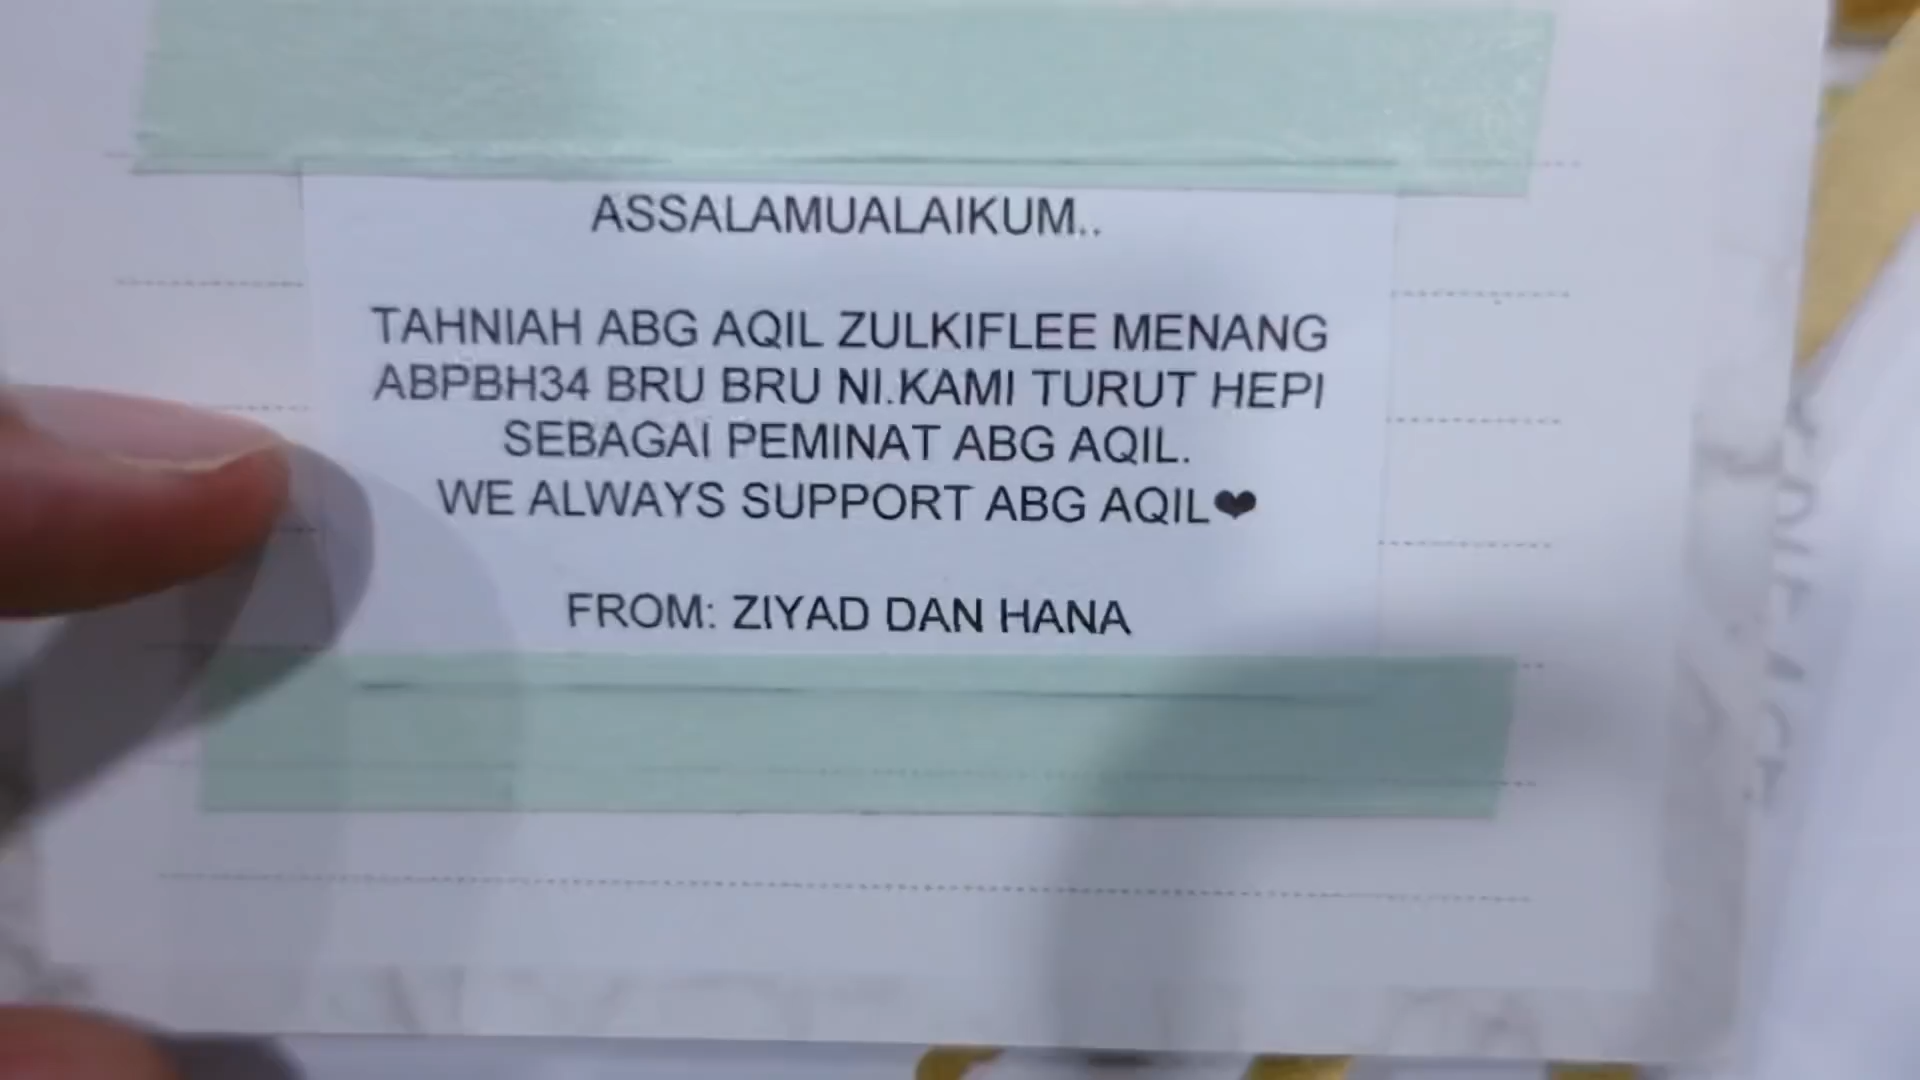 ASSALAMUALAIKUM..
TAHNIAH ABG AQIL ZULKIFLEE MENANG
ABPBH34 BRU BRU NI.KAMI TURUT HEPI
SEBAGAI PEMINAT ABG AQIL.
WE ALWAYS SUPPORT ABG AQIL❤
FROM: ZIYAD DAN HANA